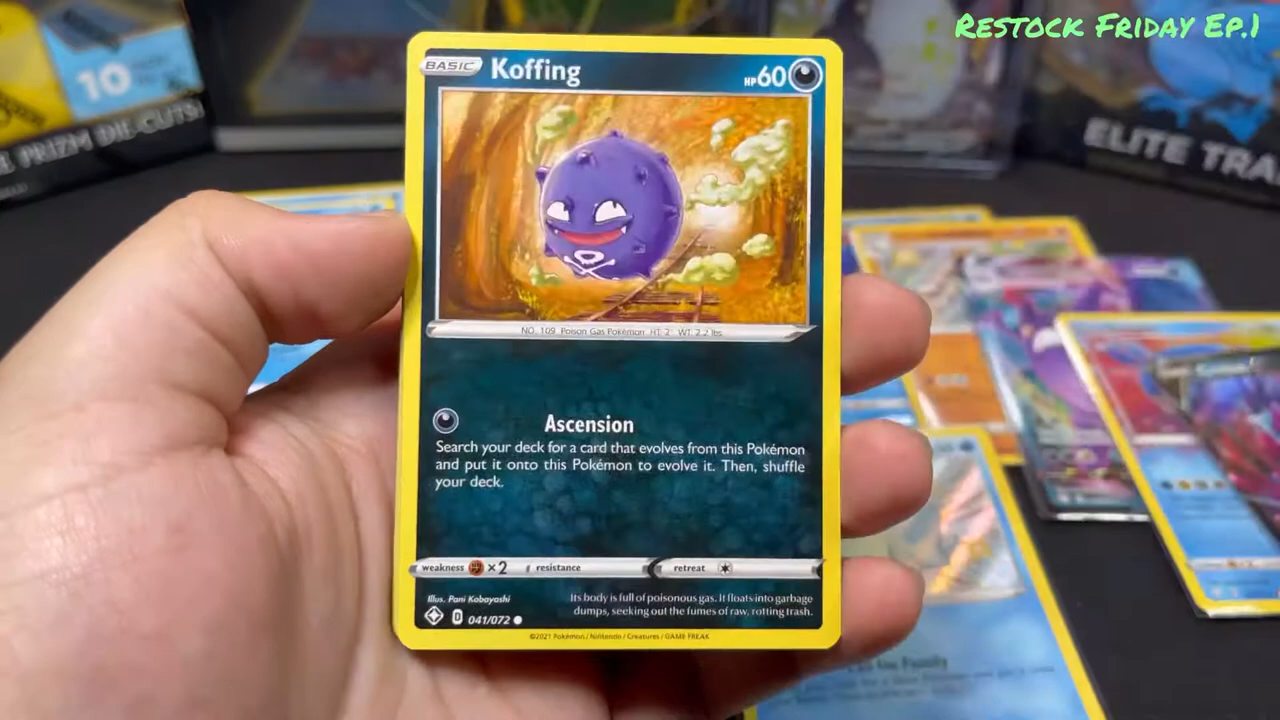 Restock Friday Ep.1
10
PRIZM DIE-CUTS!
ELITE TRA
BASIC Koffing HP 60
NO. 109 Poison Gas Pokémon HT: 2' WT: 2.2 lbs
Ascension
Search your deck for a card that evolves from this Pokémon
and put it onto this Pokémon to evolve it. Then, shuffle
your deck.
weakness ×2 resistance retreat
Illus. Pani Kobayashi
Its body is full of poisonous gas. It floats into garbage
dumps, seeking out the fumes of raw, rotting trash.
D 041/072
©2021 Pokémon / Nintendo / Creatures / GAME FREAK